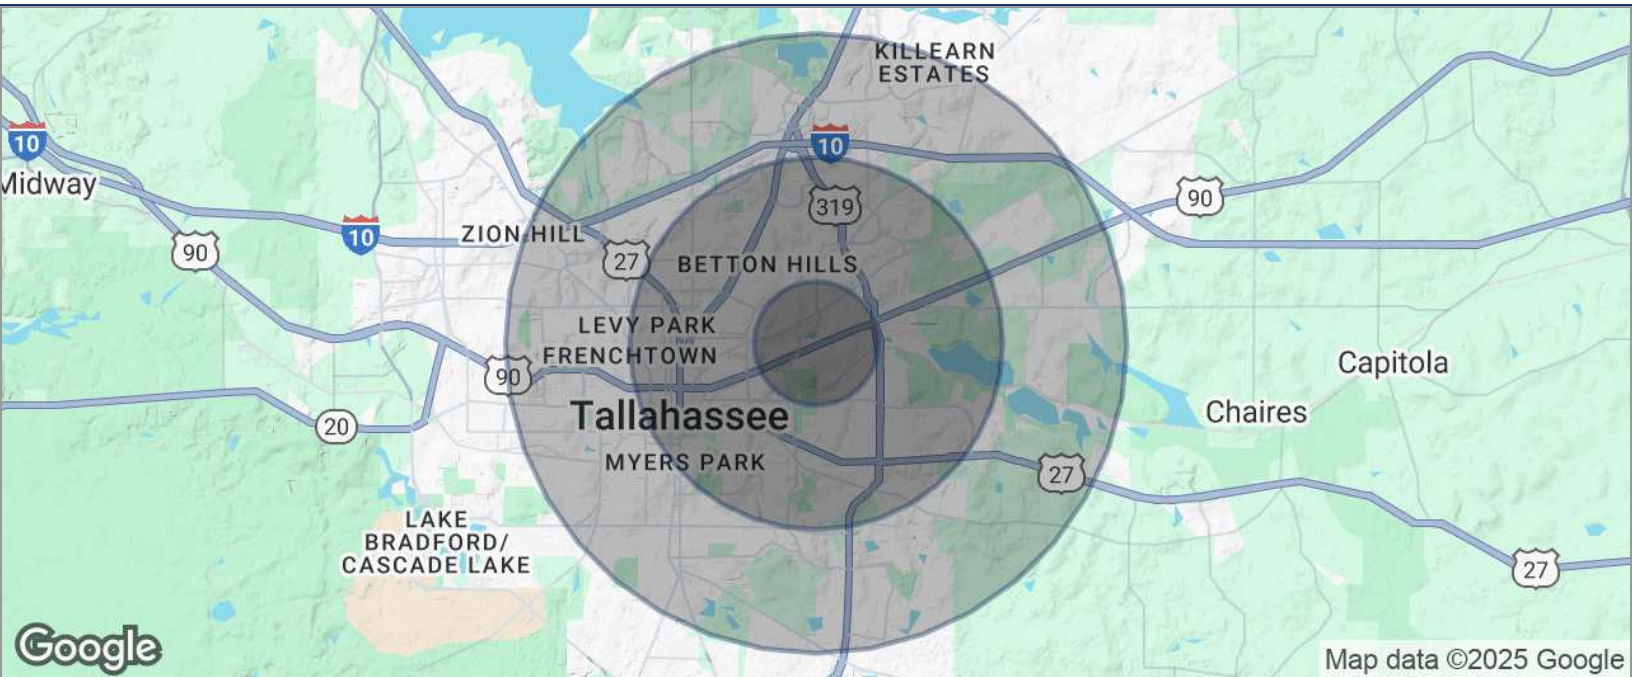 KILLEARN
ESTATES
10
10
Midway
319
90
10
ZION HILL
90
27
BETTON HILLS
LEVY PARK
FRENCHTOWN
90
Capitola
Tallahassee
Chaires
20
MYERS PARK
27
LAKE
BRADFORD/
CASCADE LAKE
27
Google
Map data ©2025 Google